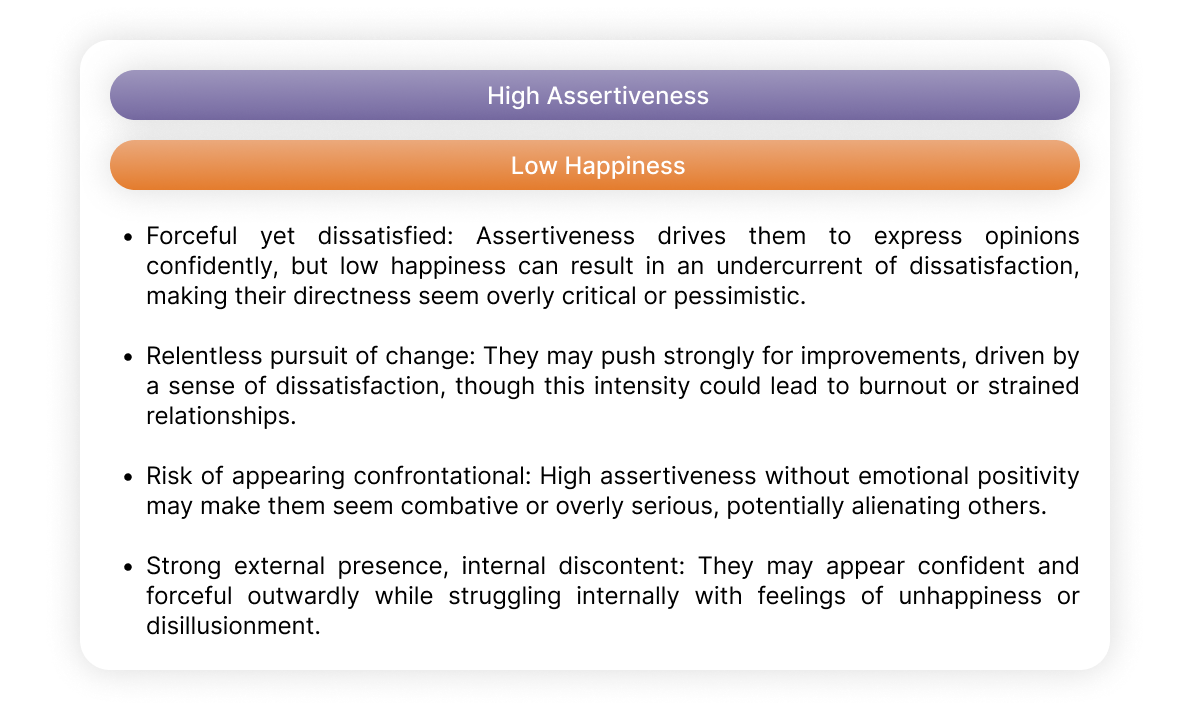 High Assertiveness
Low Happiness
• Forceful yet dissatisfied: Assertiveness drives them to express opinions
confidently, but low happiness can result in an undercurrent of dissatisfaction,
making their directness seem overly critical or pessimistic.
• Relentless pursuit of change: They may push strongly for improvements, driven by
a sense of dissatisfaction, though this intensity could lead to burnout or strained
relationships.
• Risk of appearing confrontational: High assertiveness without emotional positivity
may make them seem combative or overly serious, potentially alienating others.
• Strong external presence, internal discontent: They may appear confident and
forceful outwardly while struggling internally with feelings of unhappiness or
disillusionment.